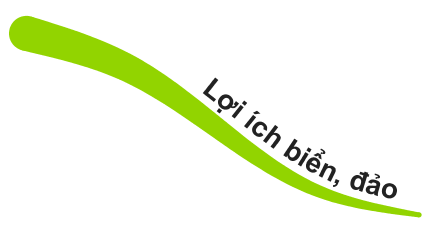 Lợi ích biển, đảo